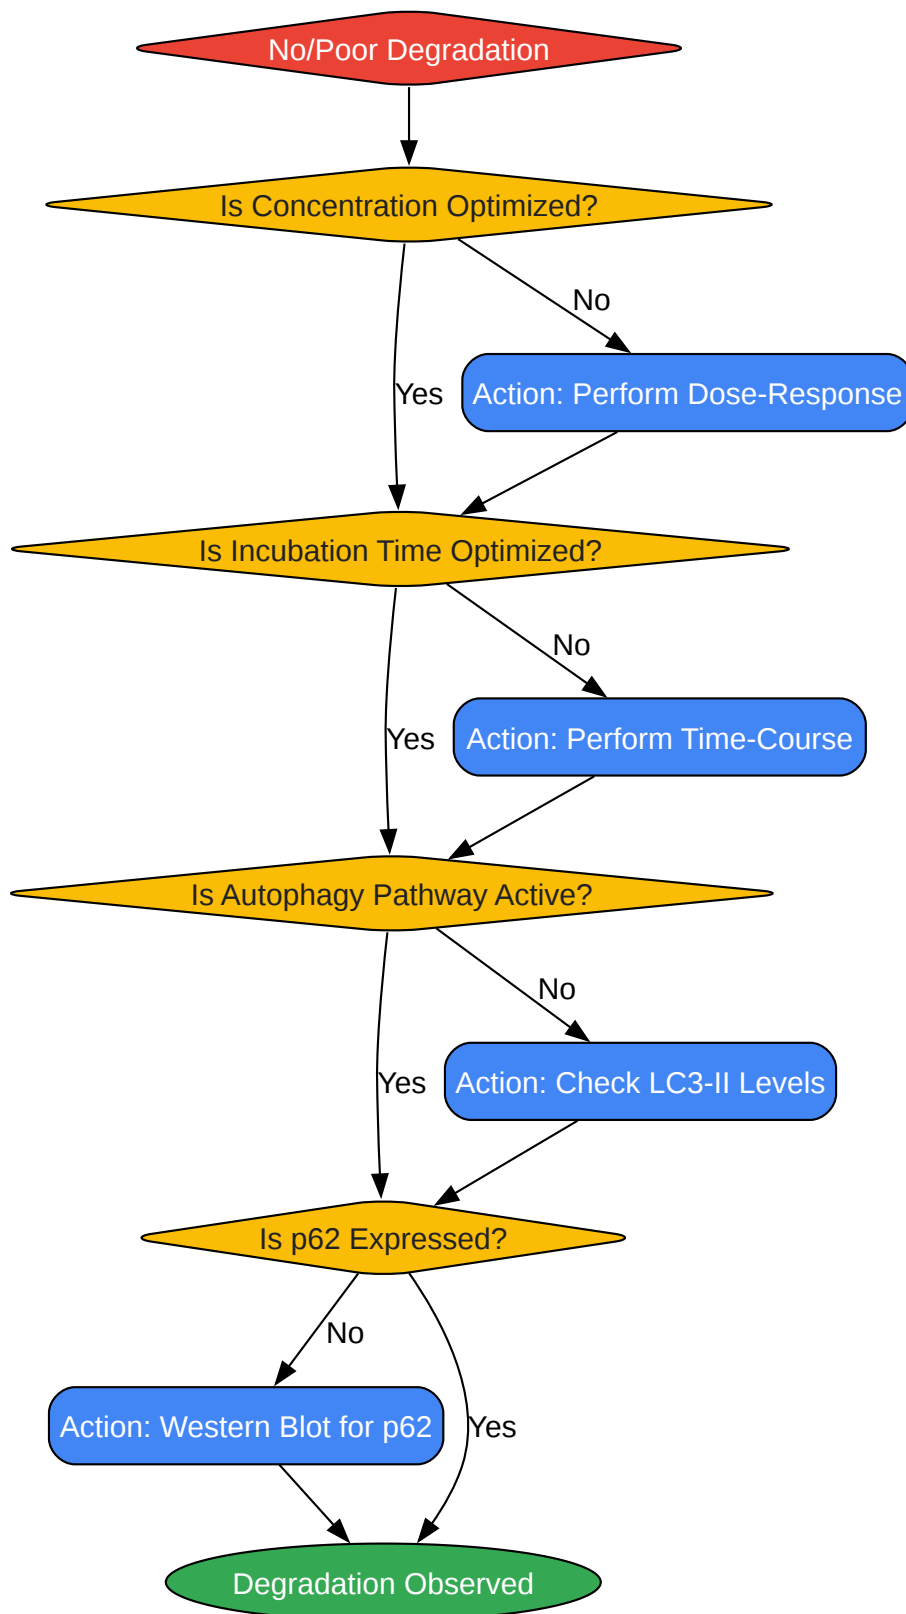 No/Poor Degradation
Is Concentration Optimized?
No
Yes
Action: Perform Dose-Response
Is Incubation Time Optimized?
No
Yes
Action: Perform Time-Course
Is Autophagy Pathway Active?
No
Yes
Action: Check LC3-II Levels
Is p62 Expressed?
No
Action: Western Blot for p62
Yes
Degradation Observed